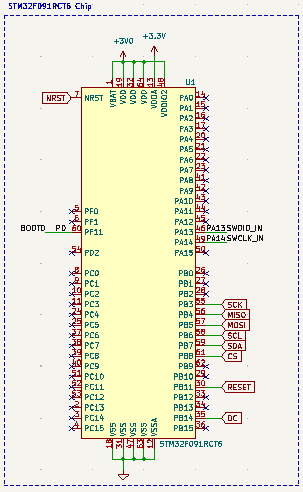 STM32F091RCT6 Chip
+3V0
+3.3V
1 19 32 64 13 48
U1
VBAT VDD VDD VDD VDDA VDDIO2
NRST 7 NRST PA0 14
PA1 15
PA2 16
PA3 17
PA4 20
PA5 21
PA6 22
PA7 23
PA8 41
PA9 42
PA10 43
5 PF0 PA11 44
6 PF1 PA12 45
BOOT0_PD 60 PF11 PA13 46 PA13SWDIO_IN
PA14 49 PA14SWCLK_IN
54 PD2 PA15 50
8 PC0 PB0 26
9 PC1 PB1 27
10 PC2 PB2 28
11 PC3 PB3 55 SCK
24 PC4 PB4 56 MISO
25 PC5 PB5 57 MOSI
37 PC6 PB6 58 SCL
38 PC7 PB7 59 SDA
39 PC8 PB8 61 CS
40 PC9 PB9 62
51 PC10 PB10 29
52 PC11 PB11 30 RESET
53 PC12 PB12 33
2 PC13 PB13 34
3 PC14 PB14 35 DC
4 PC15 PB15 36
VSS VSS VSS VSS VSSA
18 31 47 63 12
STM32F091RCT6